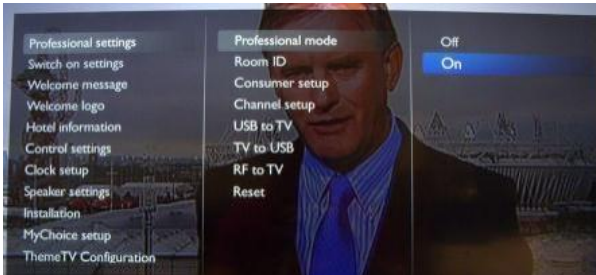 Professional settings
Switch on settings
Welcome message
Welcome logo
Hotel information
Control settings
Clock setup
Speaker settings
Installation
MyChoice setup
ThemeTV Configuration
Professional mode
Room ID
Consumer setup
Channel setup
USB to TV
TV to USB
RF to TV
Reset
Off
On